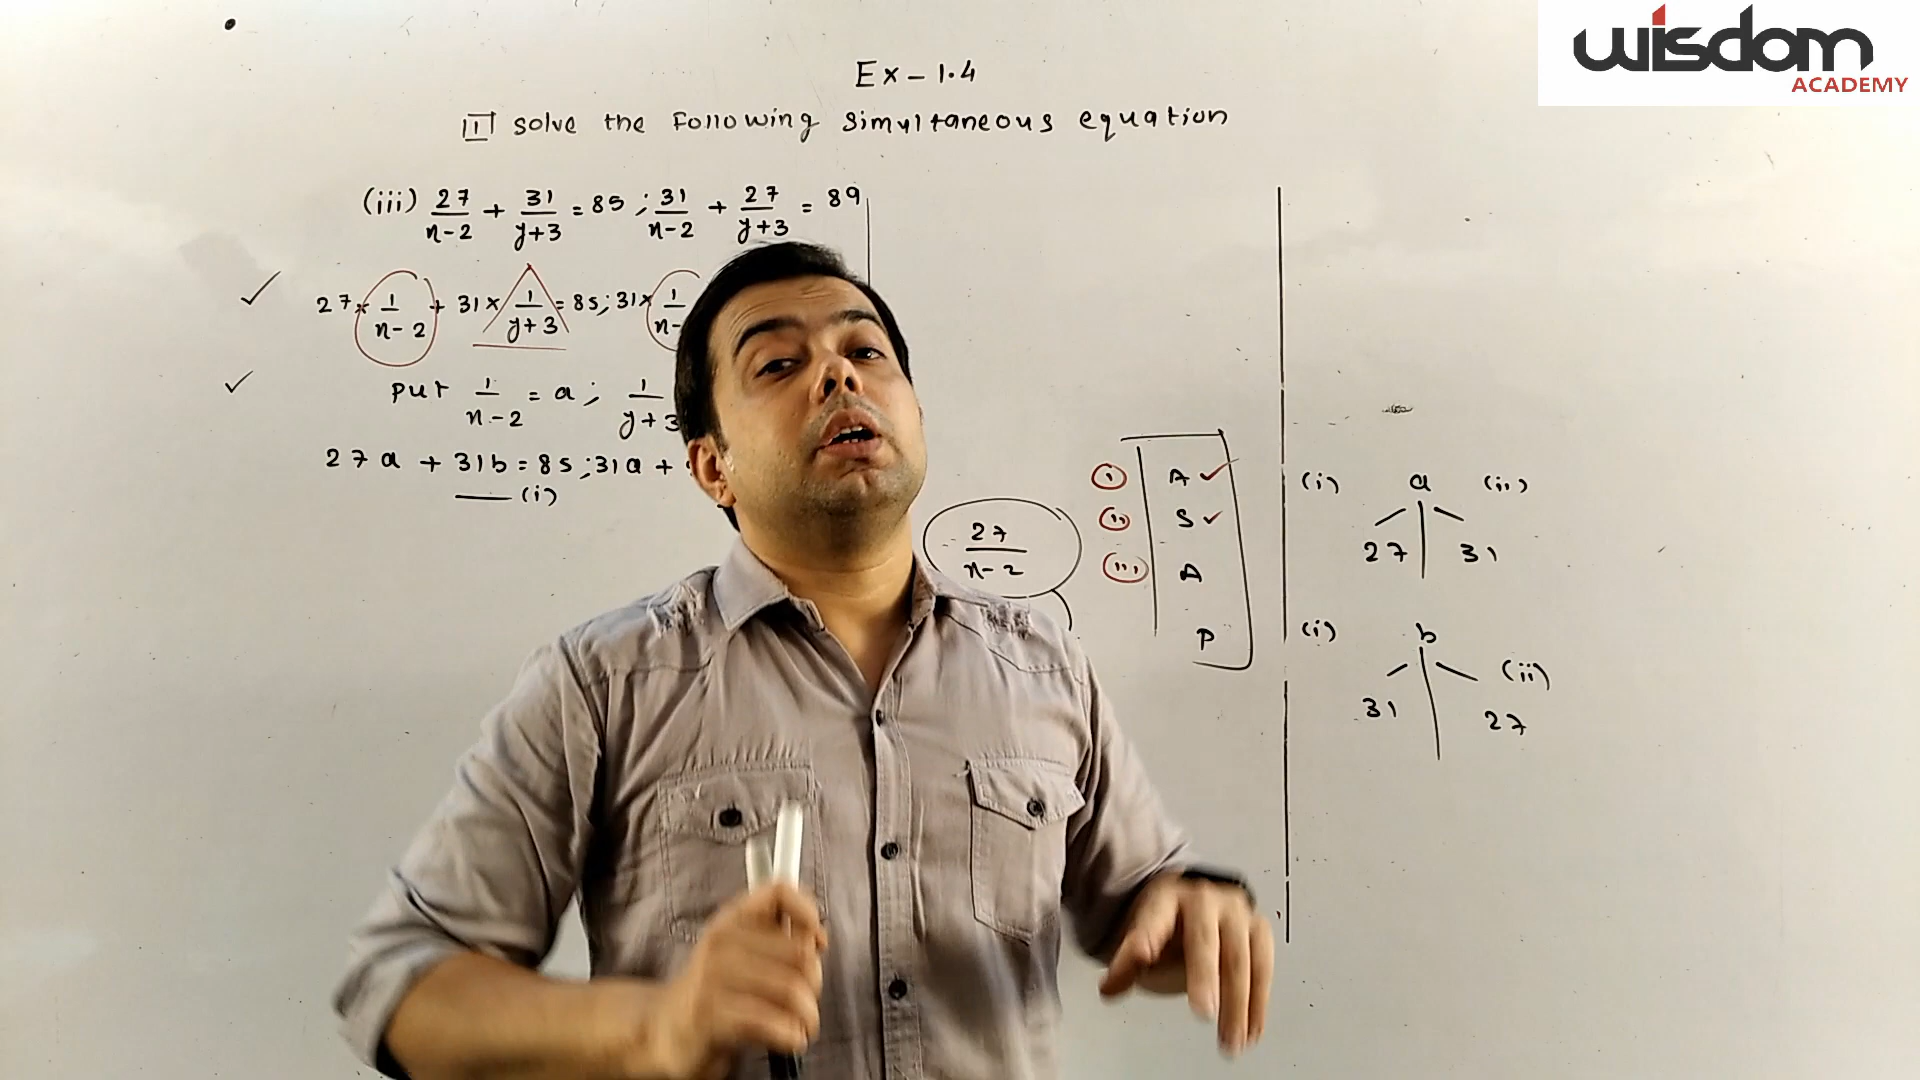 wisdom
ACADEMY
Ex - 1.4
1 solve the following simultaneous equation
(iii) 27/x-2 + 31/y+3 = 85 ; 31/x-2 + 27/y+3 = 89
27 × 1/x-2 + 31 × 1/y+3 = 85 ; 31 × 1/x-
put 1/x-2 = a ; 1/y+3
27a + 31b = 85 ; 31a +
(i)
27/x-2
i A
ii S
iii A
P
(i) a (ii)
27 31
(i) b (ii)
31 27